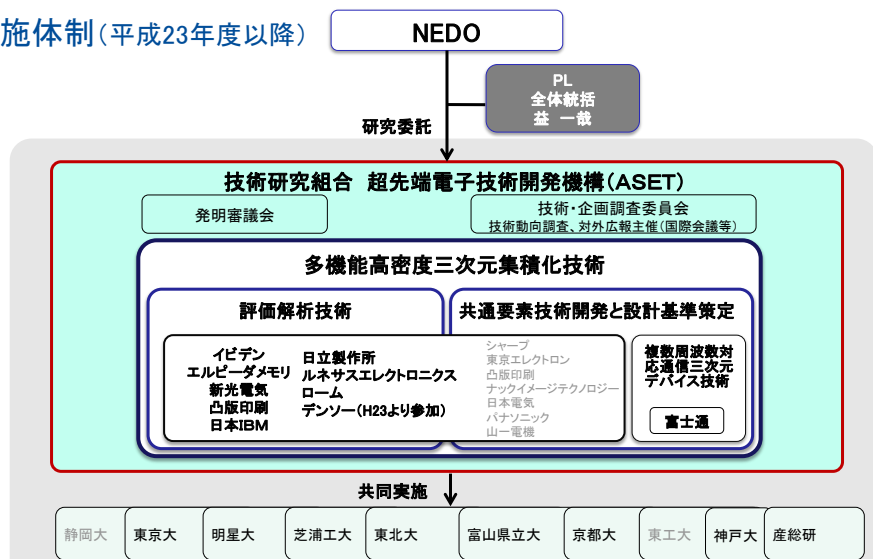 施体制(平成23年度以降)
NEDO
PL
全体統括
益 一哉
研究委託
技術研究組合 超先端電子技術開発機構(ASET)
発明審議会
技術・企画調査委員会
技術動向調査、対外広報主催(国際会議等)
多機能高密度三次元集積化技術
評価解析技術
共通要素技術開発と設計基準策定
イビデン
エルピーダメモリ
新光電気
凸版印刷
日本IBM
日立製作所
ルネサスエレクトロニクス
ローム
デンソー(H23より参加)
シャープ
東京エレクトロン
凸版印刷
ナックイメージテクノロジー
日本電気
パナソニック
山一電機
複数周波数対
応通信三次元
デバイス技術
富士通
共同実施
静岡大 東京大 明星大 芝浦工大 東北大 富山県立大 京都大 東工大 神戸大 産総研